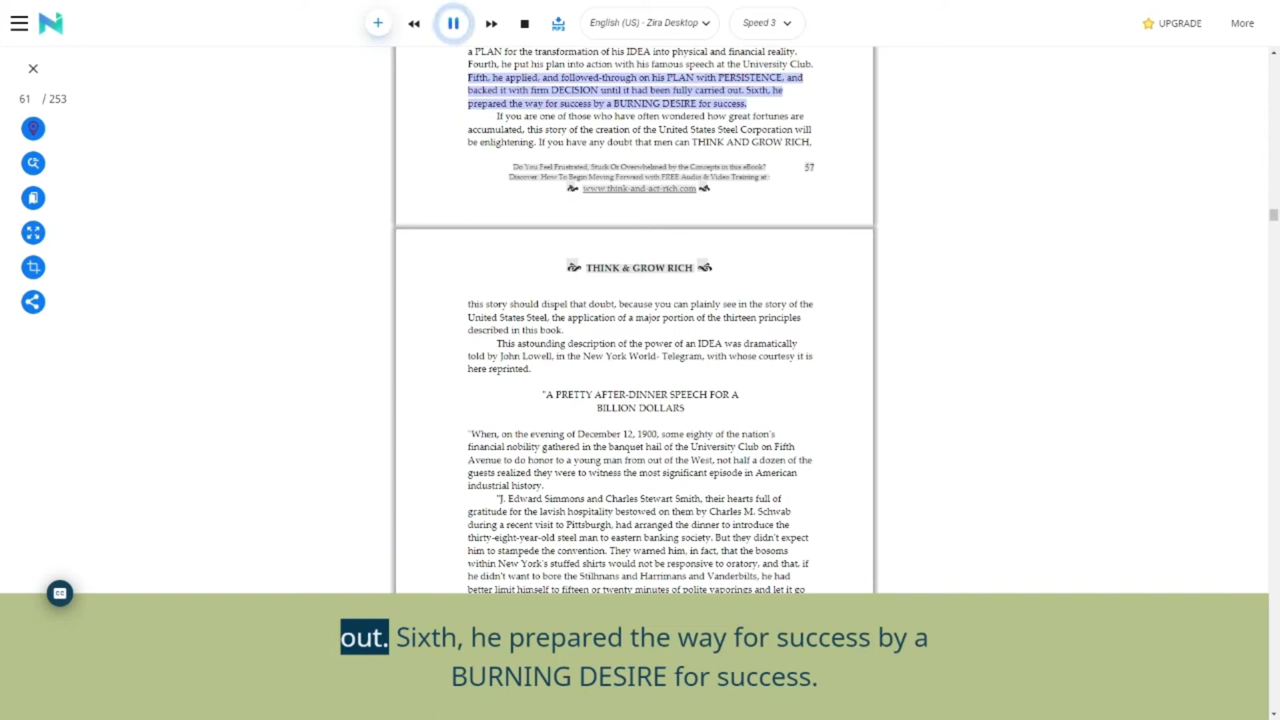 MP3
English (US) - Zira Desktop
Speed 3
UPGRADE
More
61 / 253
a PLAN for the transformation of his IDEA into physical and financial reality.
Fourth, he put his plan into action with his famous speech at the University Club.
Fifth, he applied, and followed-through on his PLAN with PERSISTENCE, and
backed it with firm DECISION until it had been fully carried out. Sixth, he
prepared the way for success by a BURNING DESIRE for success.
If you are one of those who have often wondered how great fortunes are
accumulated, this story of the creation of the United States Steel Corporation will
be enlightening. If you have any doubt that men can THINK AND GROW RICH,
Do You Feel Frustrated, Stuck Or Overwhelmed by the Concepts in this eBook?
57
Discover How To Begin Moving Forward with FREE Audio & Video Training at:
www.think-and-act-rich.com
THINK & GROW RICH
this story should dispel that doubt, because you can plainly see in the story of the
United States Steel, the application of a major portion of the thirteen principles
described in this book.
This astounding description of the power of an IDEA was dramatically
told by John Lowell, in the New York World- Telegram, with whose courtesy it is
here reprinted.
"A PRETTY AFTER-DINNER SPEECH FOR A
BILLION DOLLARS
"When, on the evening of December 12, 1900, some eighty of the nation's
financial nobility gathered in the banquet hail of the University Club on Fifth
Avenue to do honor to a young man from out of the West, not half a dozen of the
guests realized they were to witness the most significant episode in American
industrial history.
"J. Edward Simmons and Charles Stewart Smith, their hearts full of
gratitude for the lavish hospitality bestowed on them by Charles M. Schwab
during a recent visit to Pittsburgh, had arranged the dinner to introduce the
thirty-eight-year-old steel man to eastern banking society. But they didn't expect
him to stampede the convention. They warned him, in fact, that the bosoms
within New York's stuffed shirts would not be responsive to oratory, and that, if
he didn't want to bore the Stilhnans and Harrimans and Vanderbilts, he had
better limit himself to fifteen or twenty minutes of polite vaporings and let it go
CC
out. Sixth, he prepared the way for success by a
BURNING DESIRE for success.